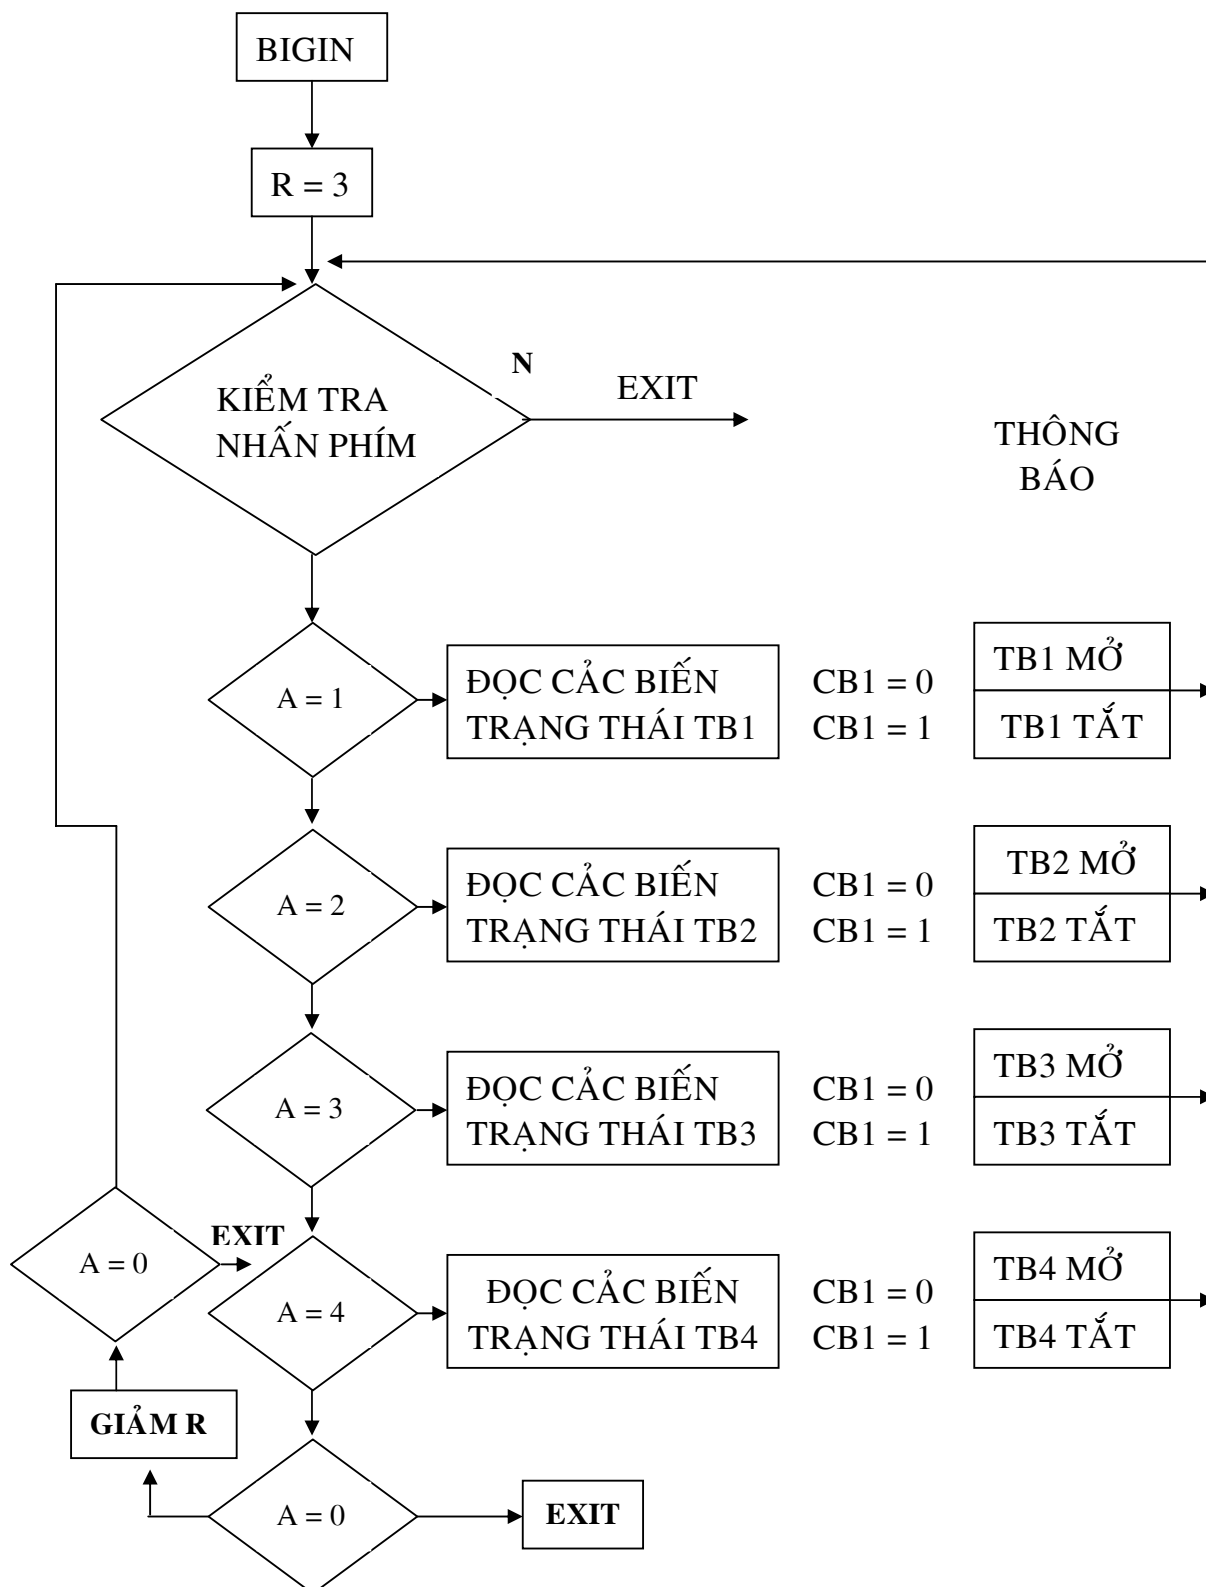 BIGIN
R = 3
N
EXIT
KIỂM TRA
NHẤN PHÍM
THÔNG
BÁO
A = 1
ĐỌC CẢC BIẾN
TRẠNG THÁI TB1
CB1 = 0
CB1 = 1
TB1 MỞ
TB1 TẮT
A = 2
ĐỌC CẢC BIẾN
TRẠNG THÁI TB2
CB1 = 0
CB1 = 1
TB2 MỞ
TB2 TẮT
A = 3
ĐỌC CẢC BIẾN
TRẠNG THÁI TB3
CB1 = 0
CB1 = 1
TB3 MỞ
TB3 TẮT
A = 0
EXIT
A = 4
ĐỌC CẢC BIẾN
TRẠNG THÁI TB4
CB1 = 0
CB1 = 1
TB4 MỞ
TB4 TẮT
GIẢM R
A = 0
EXIT